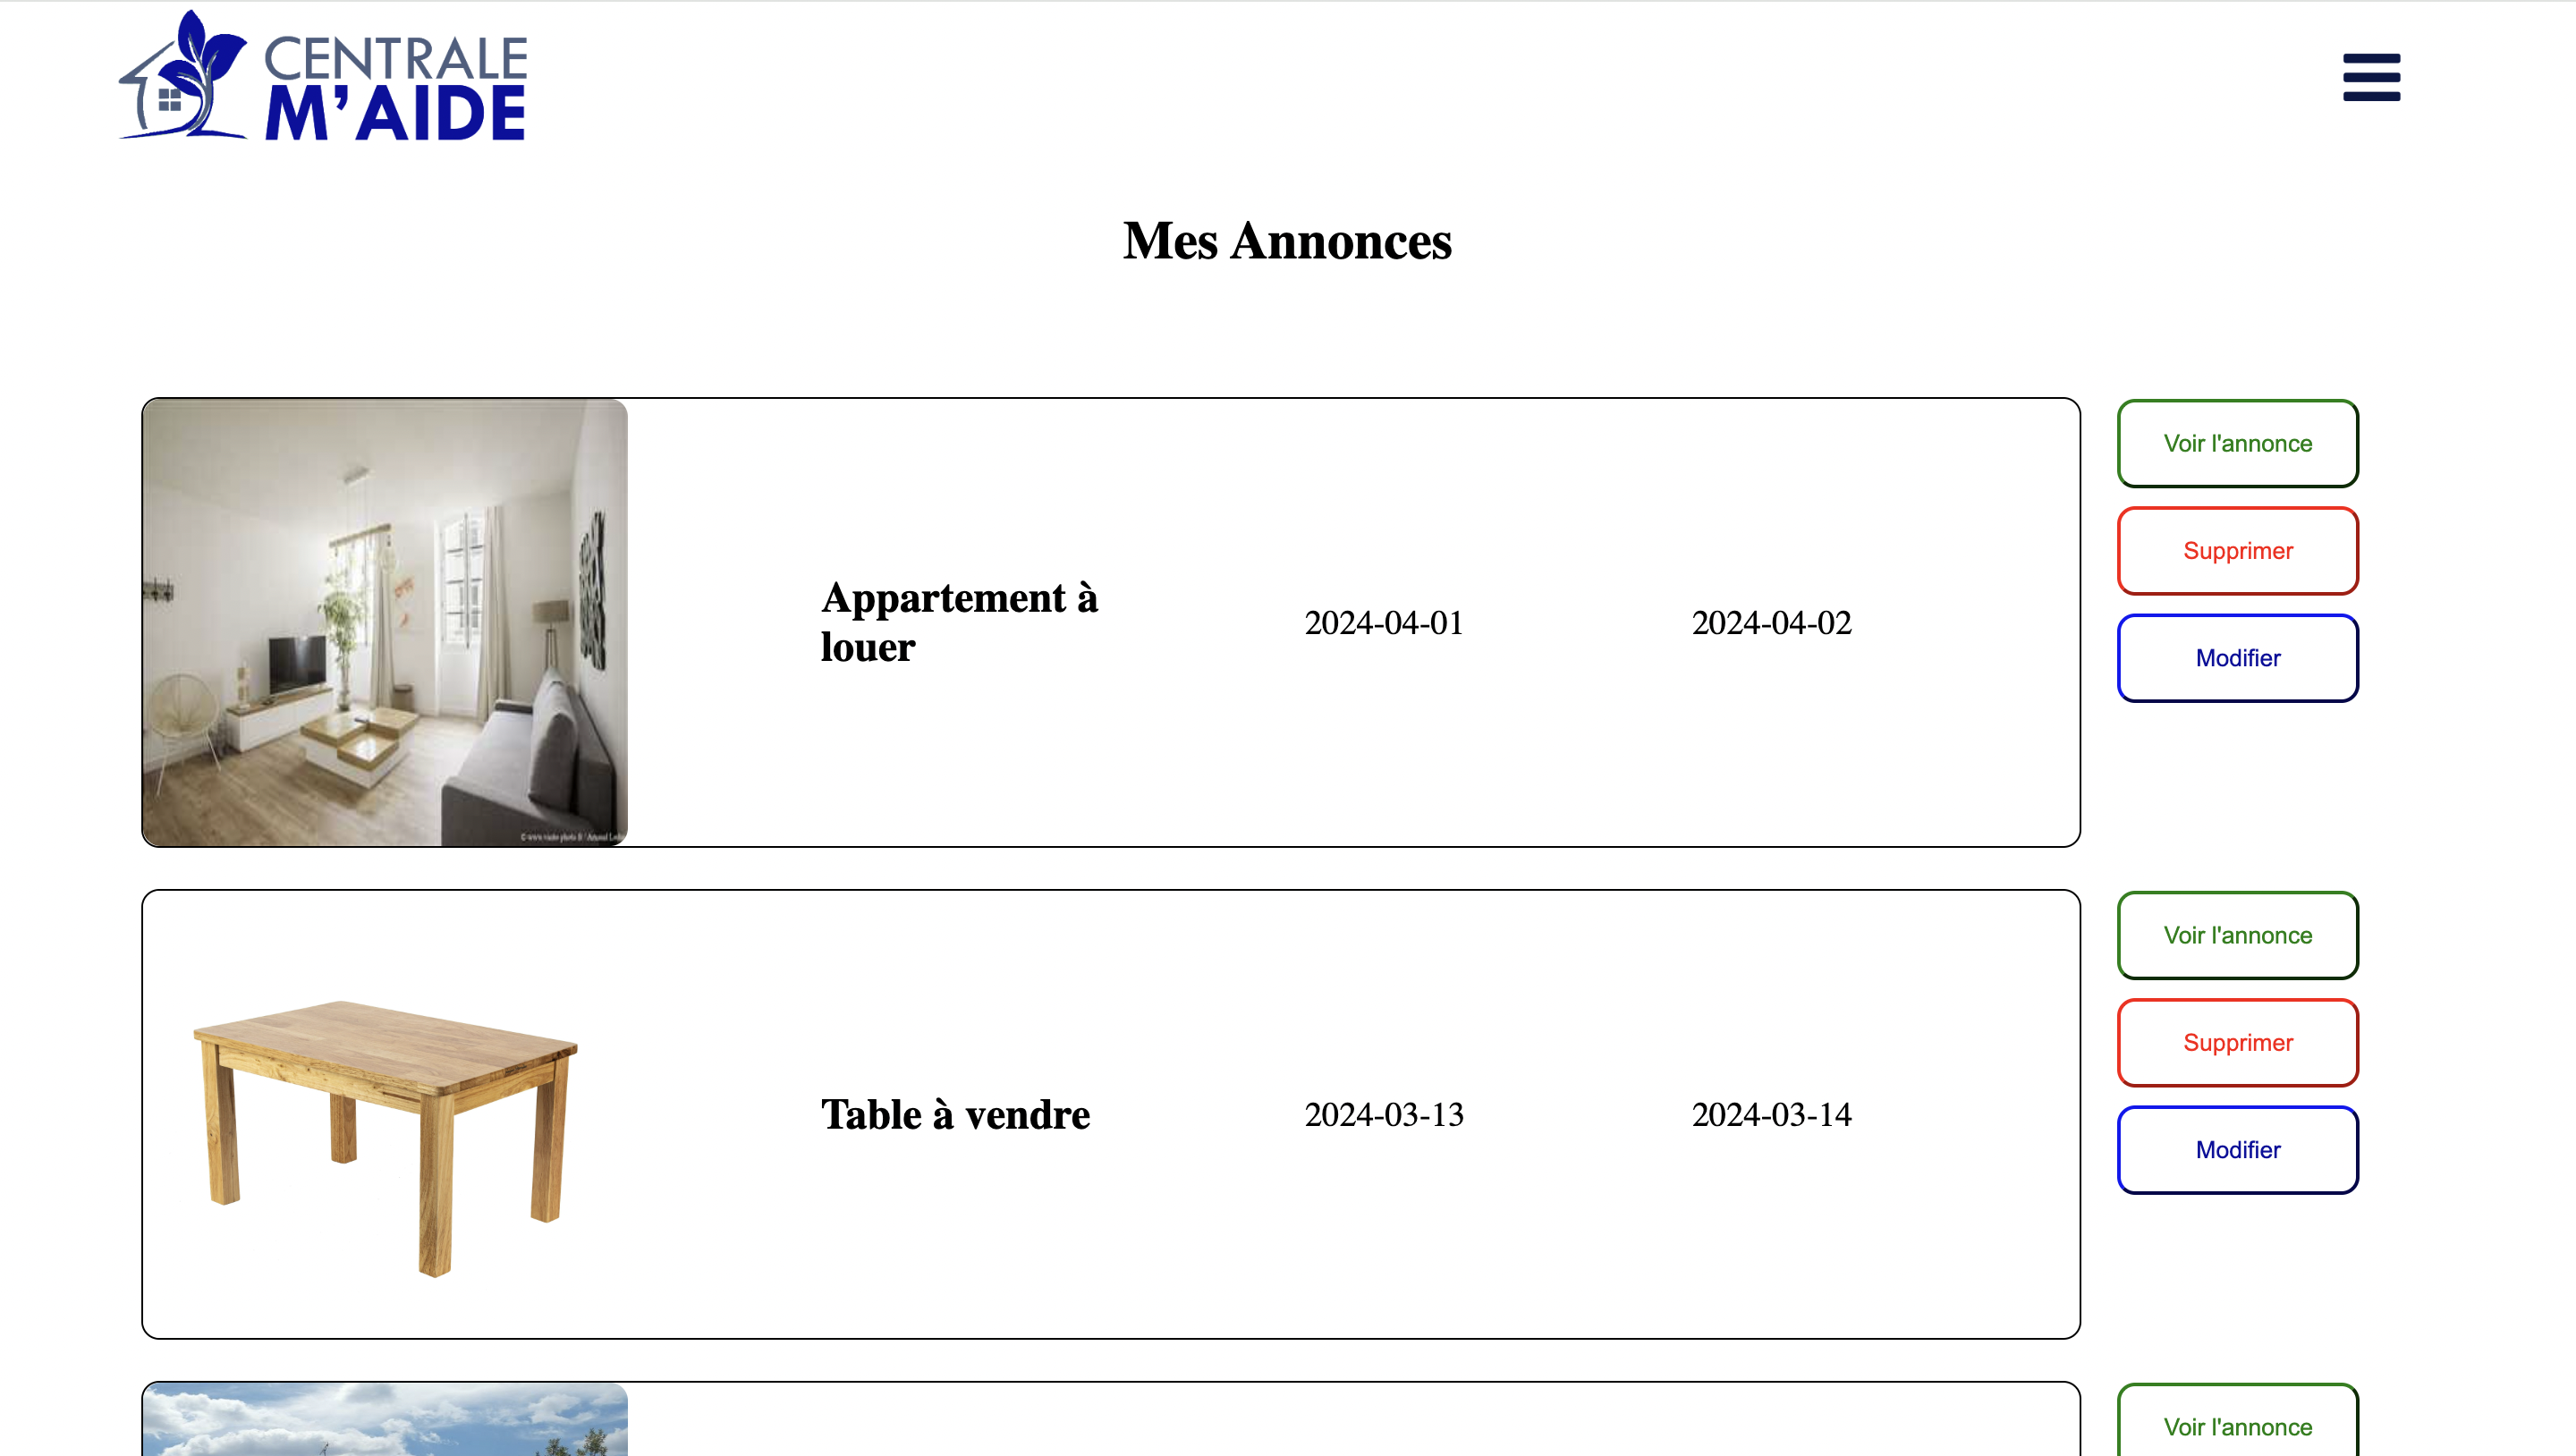 CENTRALE
M'AIDE
Mes Annonces
Appartement à
louer
2024-04-01
2024-04-02
Voir l'annonce
Supprimer
Modifier
Table à vendre
2024-03-13
2024-03-14
Voir l'annonce
Supprimer
Modifier
Voir l'annonce